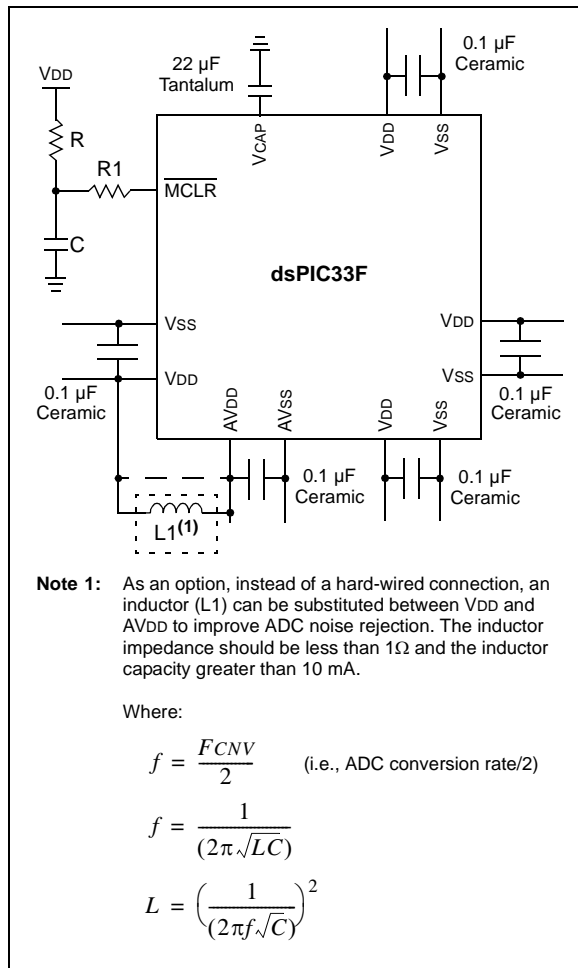 VDD
22 µF
Tantalum
0.1 µF
Ceramic
R
R1
C
VCAP
VDD
VSS
MCLR
dsPIC33F
VSS
VDD
VDD
VSS
0.1 µF
Ceramic
0.1 µF
Ceramic
AVDD
AVSS
VDD
VSS
0.1 µF
Ceramic
0.1 µF
Ceramic
L1(1)
Note 1: As an option, instead of a hard-wired connection, an
inductor (L1) can be substituted between VDD and
AVDD to improve ADC noise rejection. The inductor
impedance should be less than 1Ω and the inductor
capacity greater than 10 mA.
Where:
f = FCNV / 2 (i.e., ADC conversion rate/2)
f = 1 / (2π√LC)
L = (1 / (2πf√C))²